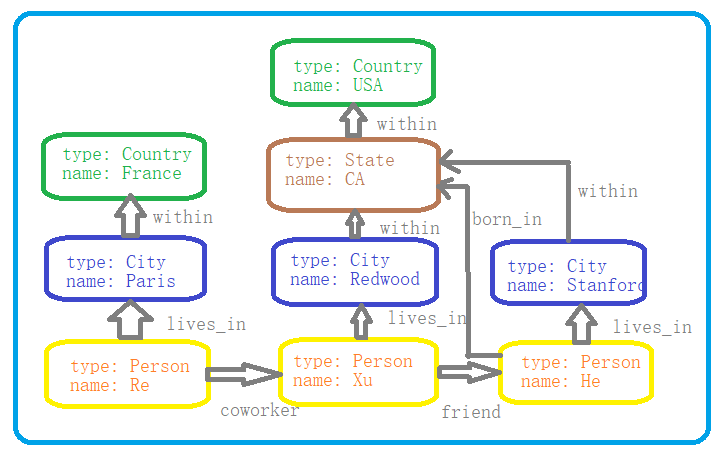 type: Country
name: USA
within
type: Country
name: France
type: State
name: CA
within
within
within
born_in
type: City
name: Paris
type: City
name: Redwood
type: City
name: Stanford
lives_in
lives_in
lives_in
type: Person
name: Re
type: Person
name: Xu
type: Person
name: He
coworker
friend